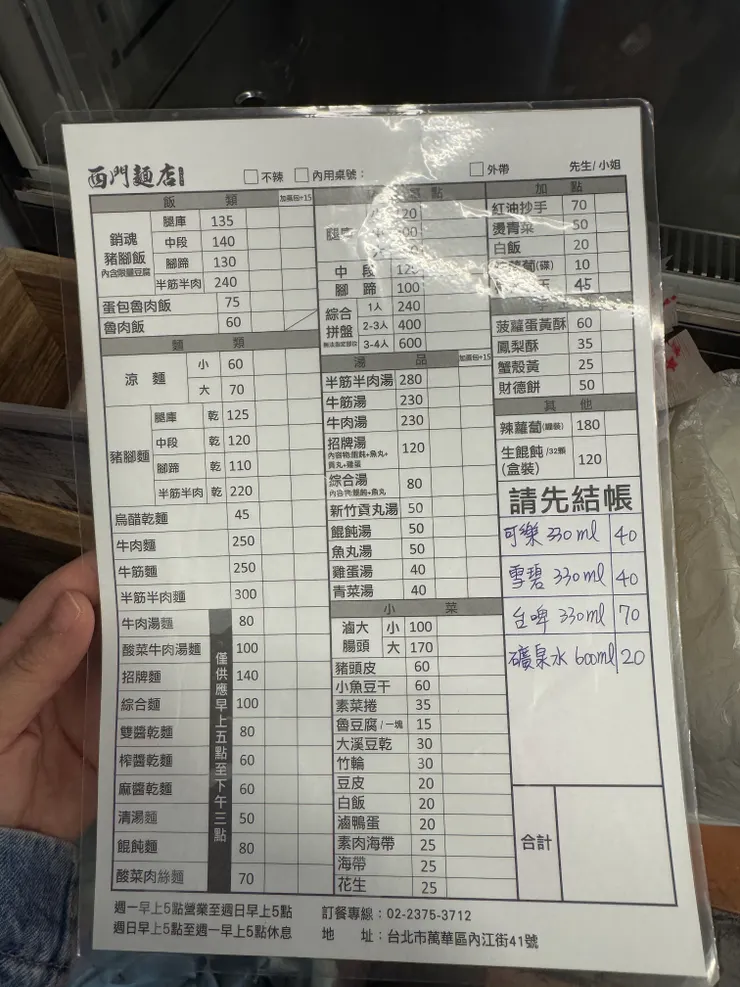 西門麵店
不辣 內用桌號：
外帶
先生/小姐
飯 類 加蛋包+15
銷魂豬腳飯
內含限量豆腐
腿庫 135
中段 140
腳蹄 130
半筋半肉 240
蛋包魯肉飯 75
魯肉飯 60
麵 類
涼麵 小 60
大 70
豬腳麵
腿庫 乾 125
中段 乾 120
腳蹄 乾 110
半筋半肉 乾 220
烏醋乾麵 45
牛肉麵 250
牛筋麵 250
半筋半肉麵 300
牛肉湯麵 80
酸菜牛肉湯麵 100
招牌麵 140
綜合麵 100
雙醬乾麵 80
榨醬乾麵 60
麻醬乾麵 60
清湯麵 50
餛飩麵 80
酸菜肉絲麵 70
僅供應早上五點至下午三點
點
腿
中 段
腳 蹄 100
綜合拼盤
1人 240
2-3人 400
3-4人 600
湯 品 加蛋包+15
半筋半肉湯 280
牛筋湯 230
牛肉湯 230
招牌湯 120
綜合湯 80
新竹貢丸湯 50
餛飩湯 50
魚丸湯 50
雞蛋湯 40
青菜湯 40
小 菜
滷大腸頭 小 100
大 170
豬頭皮 60
小魚豆干 60
素菜捲 35
魯豆腐/一塊 15
大溪豆乾 30
竹輪 30
豆皮 20
白飯 20
滷鴨蛋 20
素肉海帶 25
海帶 25
花生 25
加 點
紅油抄手 70
燙青菜 50
白飯 20
蘿蔔(碟) 10
45
菠蘿蛋黃酥 60
鳳梨酥 35
蟹殼黃 25
財德餅 50
其 他
辣蘿蔔(罐裝) 180
生餛飩/32顆(盒裝) 120
請先結帳
可樂 330ml 40
雪碧 330ml 40
台啤 330ml 70
礦泉水 600ml 20
合計
週一早上5點營業至週日早上5點
週日早上5點至週一早上5點休息
訂餐專線：02-2375-3712
地 址：台北市萬華區內江街41號